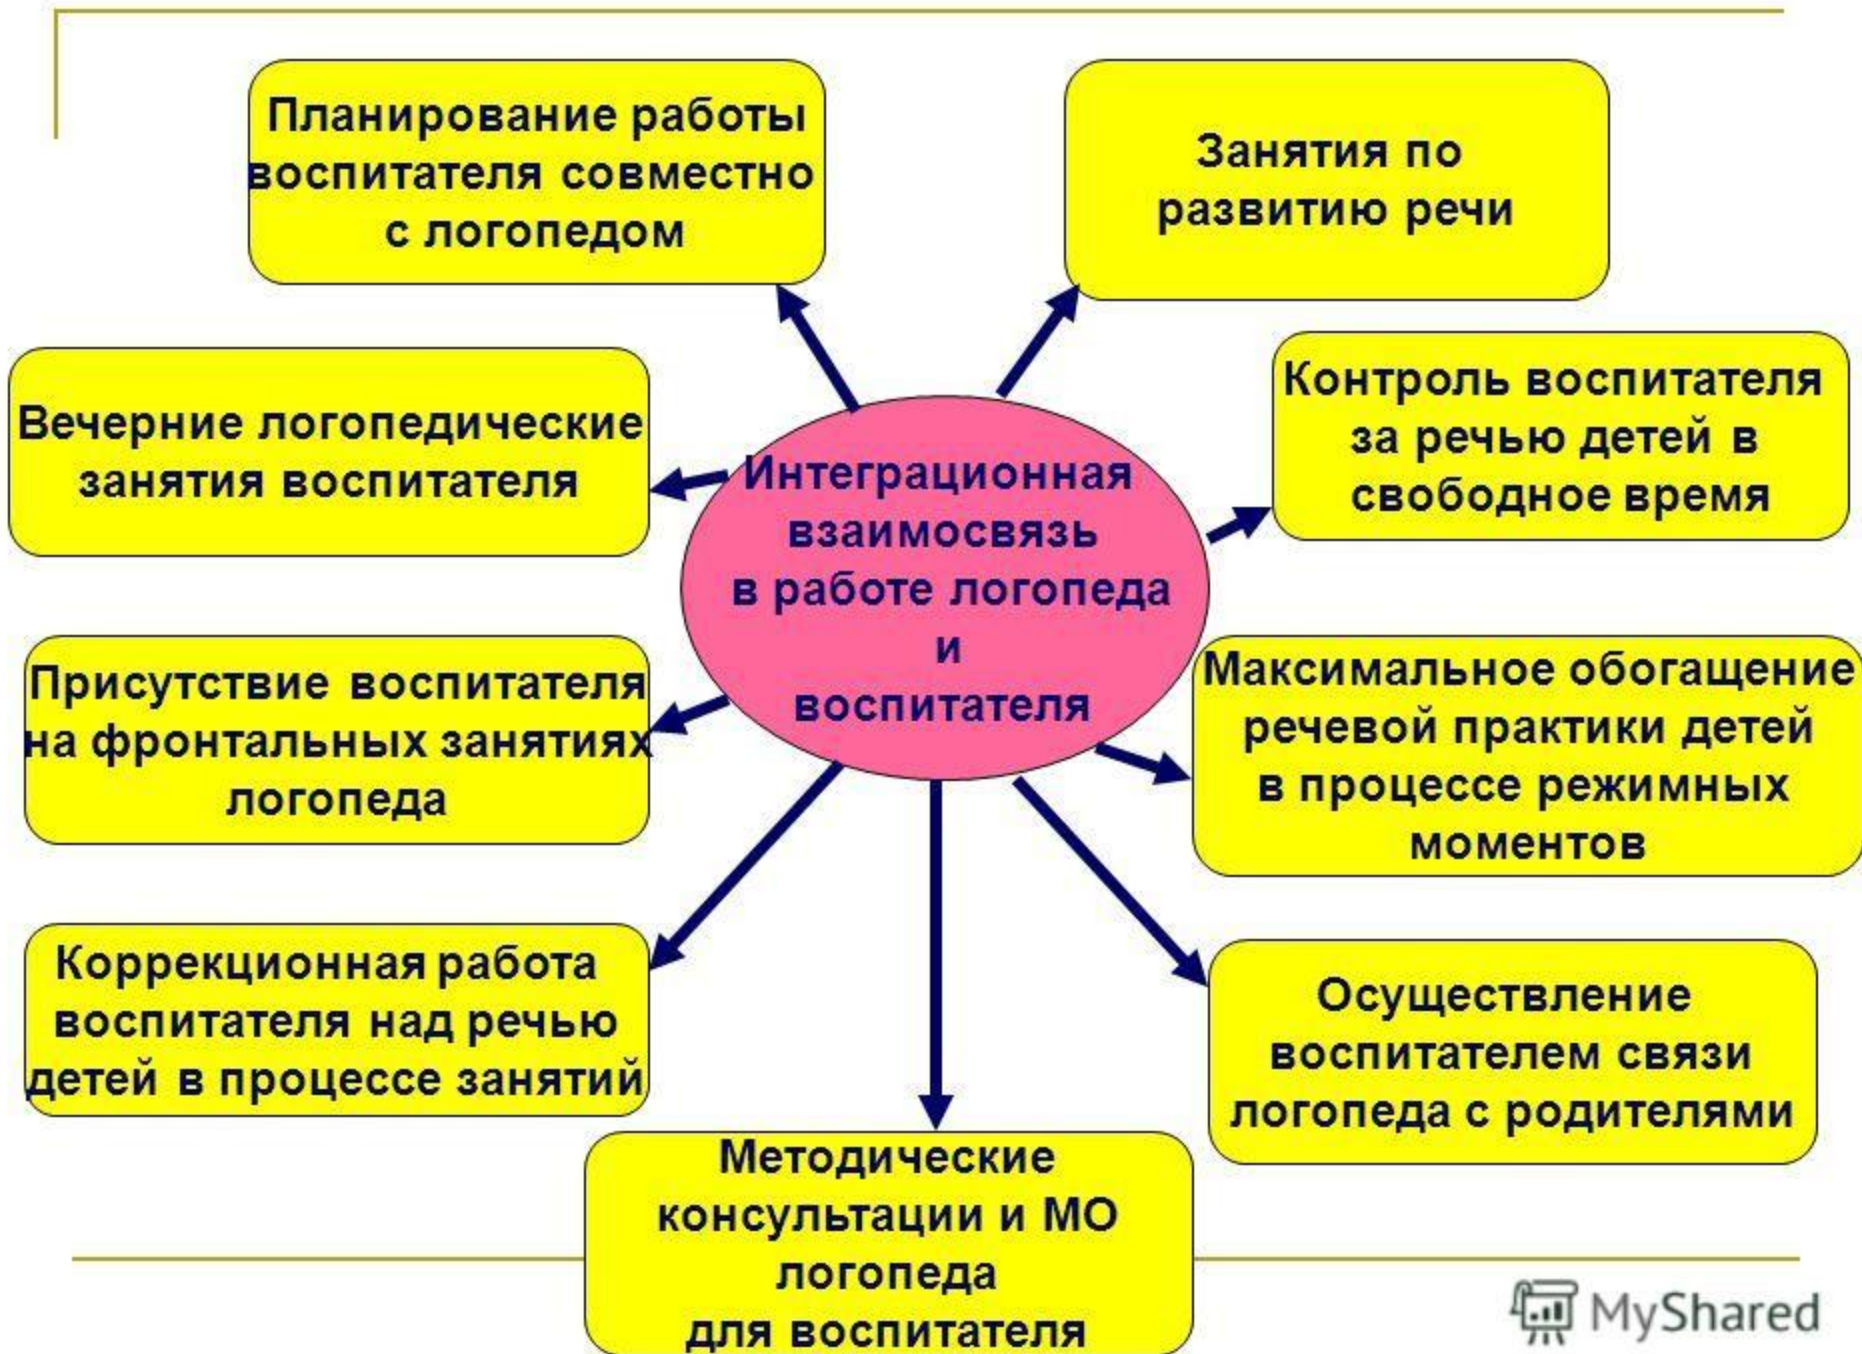 Планирование работы
воспитателя совместно
с логопедом
Занятия по
развитию речи
Вечерние логопедические
занятия воспитателя
Контроль воспитателя
за речью детей в
свободное время
Интеграционная
взаимосвязь
в работе логопеда
и
воспитателя
Присутствие воспитателя
на фронтальных занятиях
логопеда
Максимальное обогащение
речевой практики детей
в процессе режимных
моментов
Коррекционная работа
воспитателя над речью
детей в процессе занятий
Осуществление
воспитателем связи
логопеда с родителями
Методические
консультации и МО
логопеда
для воспитателя
MyShared